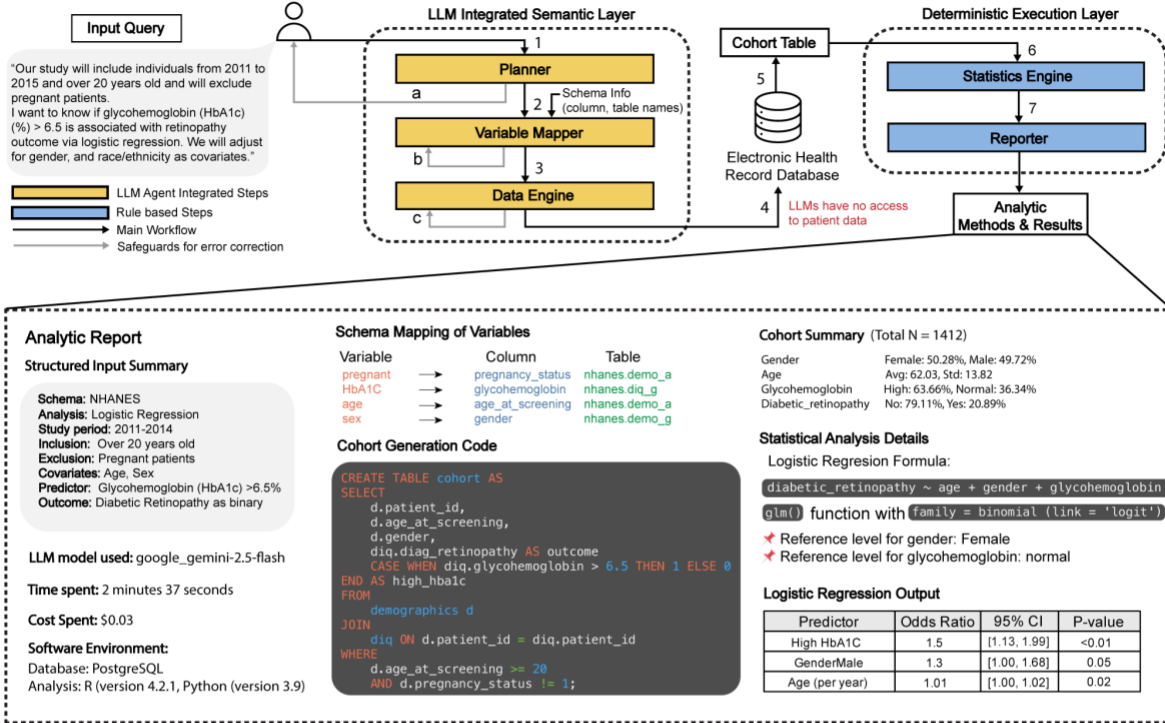 Input Query
"Our study will include individuals from 2011 to
2015 and over 20 years old and will exclude
pregnant patients.
I want to know if glycohemoglobin (HbA1c)
(%) > 6.5 is associated with retinopathy
outcome via logistic regression. We will adjust
for gender, and race/ethnicity as covariates."
LLM Agent Integrated Steps
Rule based Steps
Main Workflow
Safeguards for error correction
LLM Integrated Semantic Layer
1
Planner
a
2
Schema Info
(column, table names)
Variable Mapper
b
3
Data Engine
c
4
LLMs have no access
to patient data
Electronic Health
Record Database
5
Cohort Table
Deterministic Execution Layer
6
Statistics Engine
7
Reporter
Analytic
Methods & Results
Analytic Report
Structured Input Summary
Schema: NHANES
Analysis: Logistic Regression
Study period: 2011-2014
Inclusion: Over 20 years old
Exclusion: Pregnant patients
Covariates: Age, Sex
Predictor: Glycohemoglobin (HbA1c) >6.5%
Outcome: Diabetic Retinopathy as binary
LLM model used: google_gemini-2.5-flash
Time spent: 2 minutes 37 seconds
Cost Spent: $0.03
Software Environment:
Database: PostgreSQL
Analysis: R (version 4.2.1, Python (version 3.9)
Schema Mapping of Variables
Variable Column Table
pregnant pregnancy_status nhanes.demo_a
HbA1C glycohemoglobin nhanes.diq_g
age age_at_screening nhanes.demo_a
sex gender nhanes.demo_g
Cohort Generation Code
CREATE TABLE cohort AS
SELECT
d.patient_id,
d.age_at_screening,
d.gender,
diq.diag_retinopathy AS outcome
CASE WHEN diq.glycohemoglobin > 6.5 THEN 1 ELSE 0
END AS high_hba1c
FROM
demographics d
JOIN
diq ON d.patient_id = diq.patient_id
WHERE
d.age_at_screening >= 20
AND d.pregnancy_status != 1;
Cohort Summary (Total N = 1412)
Gender Female: 50.28%, Male: 49.72%
Age Avg: 62.03, Std: 13.82
Glycohemoglobin High: 63.66%, Normal: 36.34%
Diabetic_retinopathy No: 79.11%, Yes: 20.89%
Statistical Analysis Details
Logistic Regresion Formula:
diabetic_retinopathy ~ age + gender + glycohemoglobin
glm() function with family = binomial (link = 'logit')
Reference level for gender: Female
Reference level for glycohemoglobin: normal
Logistic Regression Output
Predictor Odds Ratio 95% CI P-value
High HbA1C 1.5 [1.13, 1.99] <0.01
GenderMale 1.3 [1.00, 1.68] 0.05
Age (per year) 1.01 [1.00, 1.02] 0.02